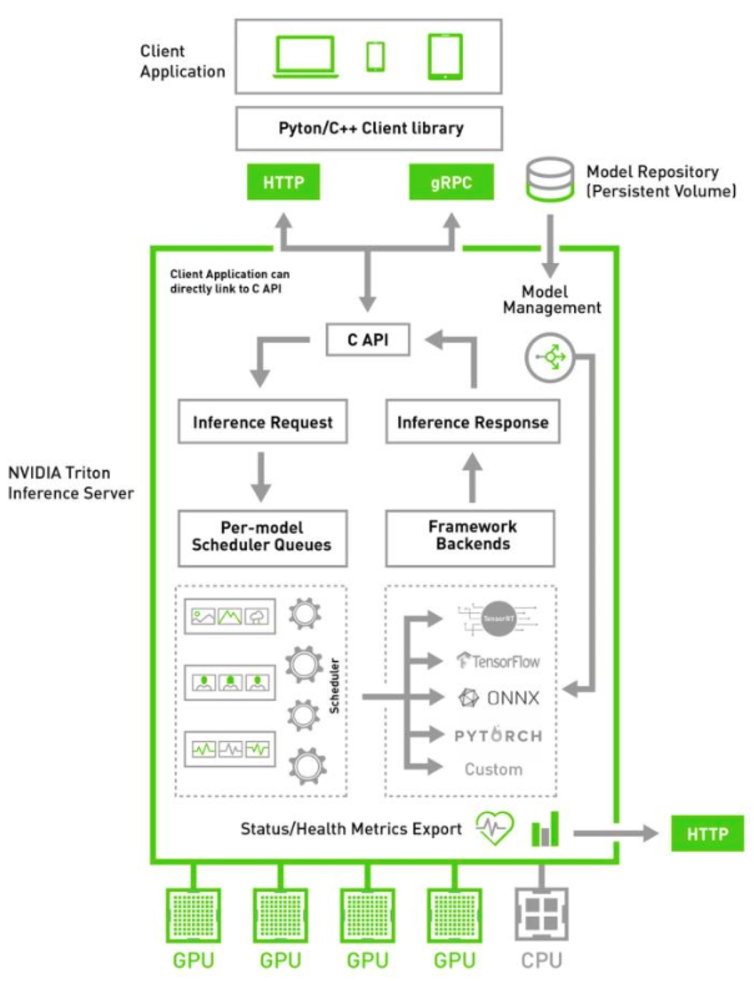 Client
Application
Pyton/C++ Client library
HTTP
gRPC
Model Repository
(Persistent Volume)
Client Application can
directly link to C API
Model
Management
C API
Inference Request
Inference Response
NVIDIA Triton
Inference Server
Per-model
Scheduler Queues
Framework
Backends
Scheduler
TensorRT
TensorFlow
ONNX
PYTORCH
Custom
Status/Health Metrics Export
HTTP
GPU
GPU
GPU
GPU
CPU